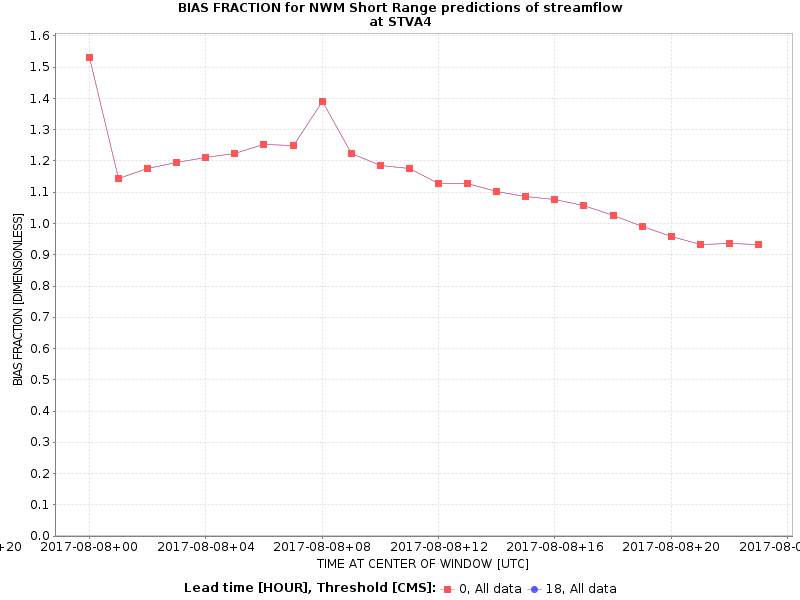 BIAS FRACTION for NWM Short Range predictions of streamflow
at STVA4
1.6
1.5
1.4
1.3
1.2
1.1
1.0
0.9
0.8
0.7
0.6
0.5
0.4
0.3
0.2
0.1
0.0
BIAS FRACTION [DIMENSIONLESS]
+20 2017-08-08+00 2017-08-08+04 2017-08-08+08 2017-08-08+12 2017-08-08+16 2017-08-08+20 2017-08-0
TIME AT CENTER OF WINDOW [UTC]
Lead time [HOUR], Threshold [CMS]: 0, All data 18, All data